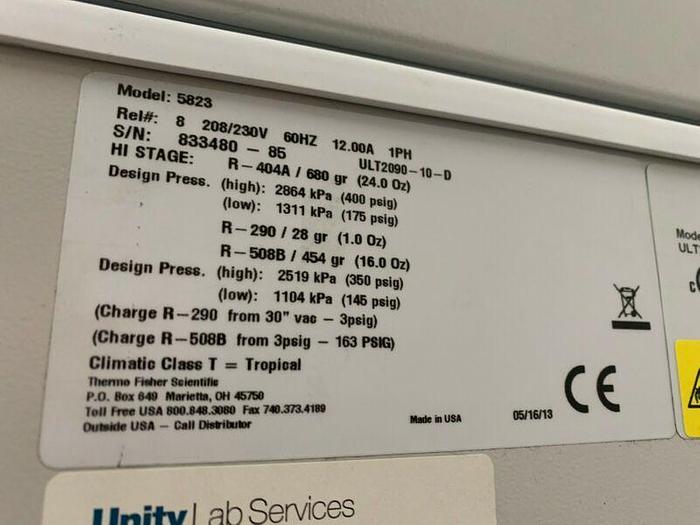 Model: 5823
Rel#: 8 208/230V 60HZ 12.00A 1PH
S/N: 833480-85 ULT2090-10-D
HI STAGE: R-404A / 680 gr (24.0 Oz)
Design Press. (high): 2864 kPa (400 psig)
(low): 1311 kPa (175 psig)
R-290 / 28 gr (1.0 Oz)
R-508B / 454 gr (16.0 Oz)
Design Press. (high): 2519 kPa (350 psig)
(low): 1104 kPa (145 psig)
(Charge R-290 from 30" vac - 3psig)
(Charge R-508B from 3psig - 163 PSIG)
Climatic Class T = Tropical
Thermo Fisher Scientific
P.O. Box 649 Marietta, OH 45750
Toll Free USA 800.848.3080 Fax 740.373.4189
Outside USA - Call Distributor
Made in USA
05/16/13
CE
Unity Lab Services
Mode
ULT
c